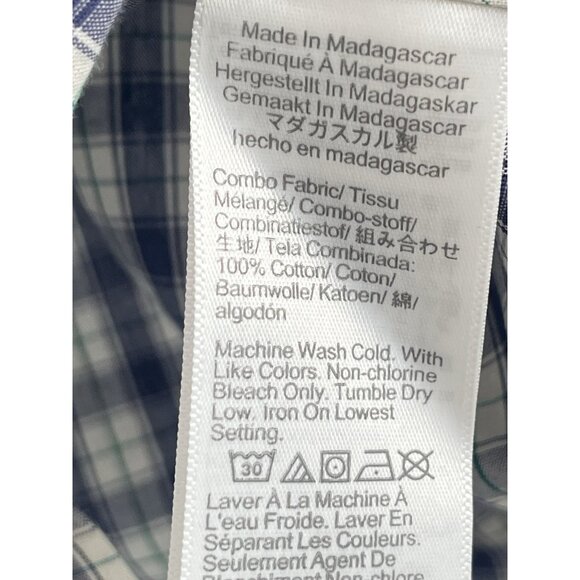 Made In Madagascar
Fabriqué À Madagascar
Hergestellt In Madagaskar
Gemaakt In Madagascar
マダガスカル製
hecho en madagascar
Combo Fabric/ Tissu
Mélangé/ Combo-stoff/
Combinatiestof/ 組み合わせ
生地/ Tela Combinada:
100% Cotton/ Coton/
Baumwolle/ Katoen/ 綿/
algodón
Machine Wash Cold. With
Like Colors. Non-chlorine
Bleach Only. Tumble Dry
Low. Iron On Lowest
Setting.
30
Laver À La Machine À
L'eau Froide. Laver En
Séparant Les Couleurs.
Seulement Agent De
Blanchiment Non-chlore